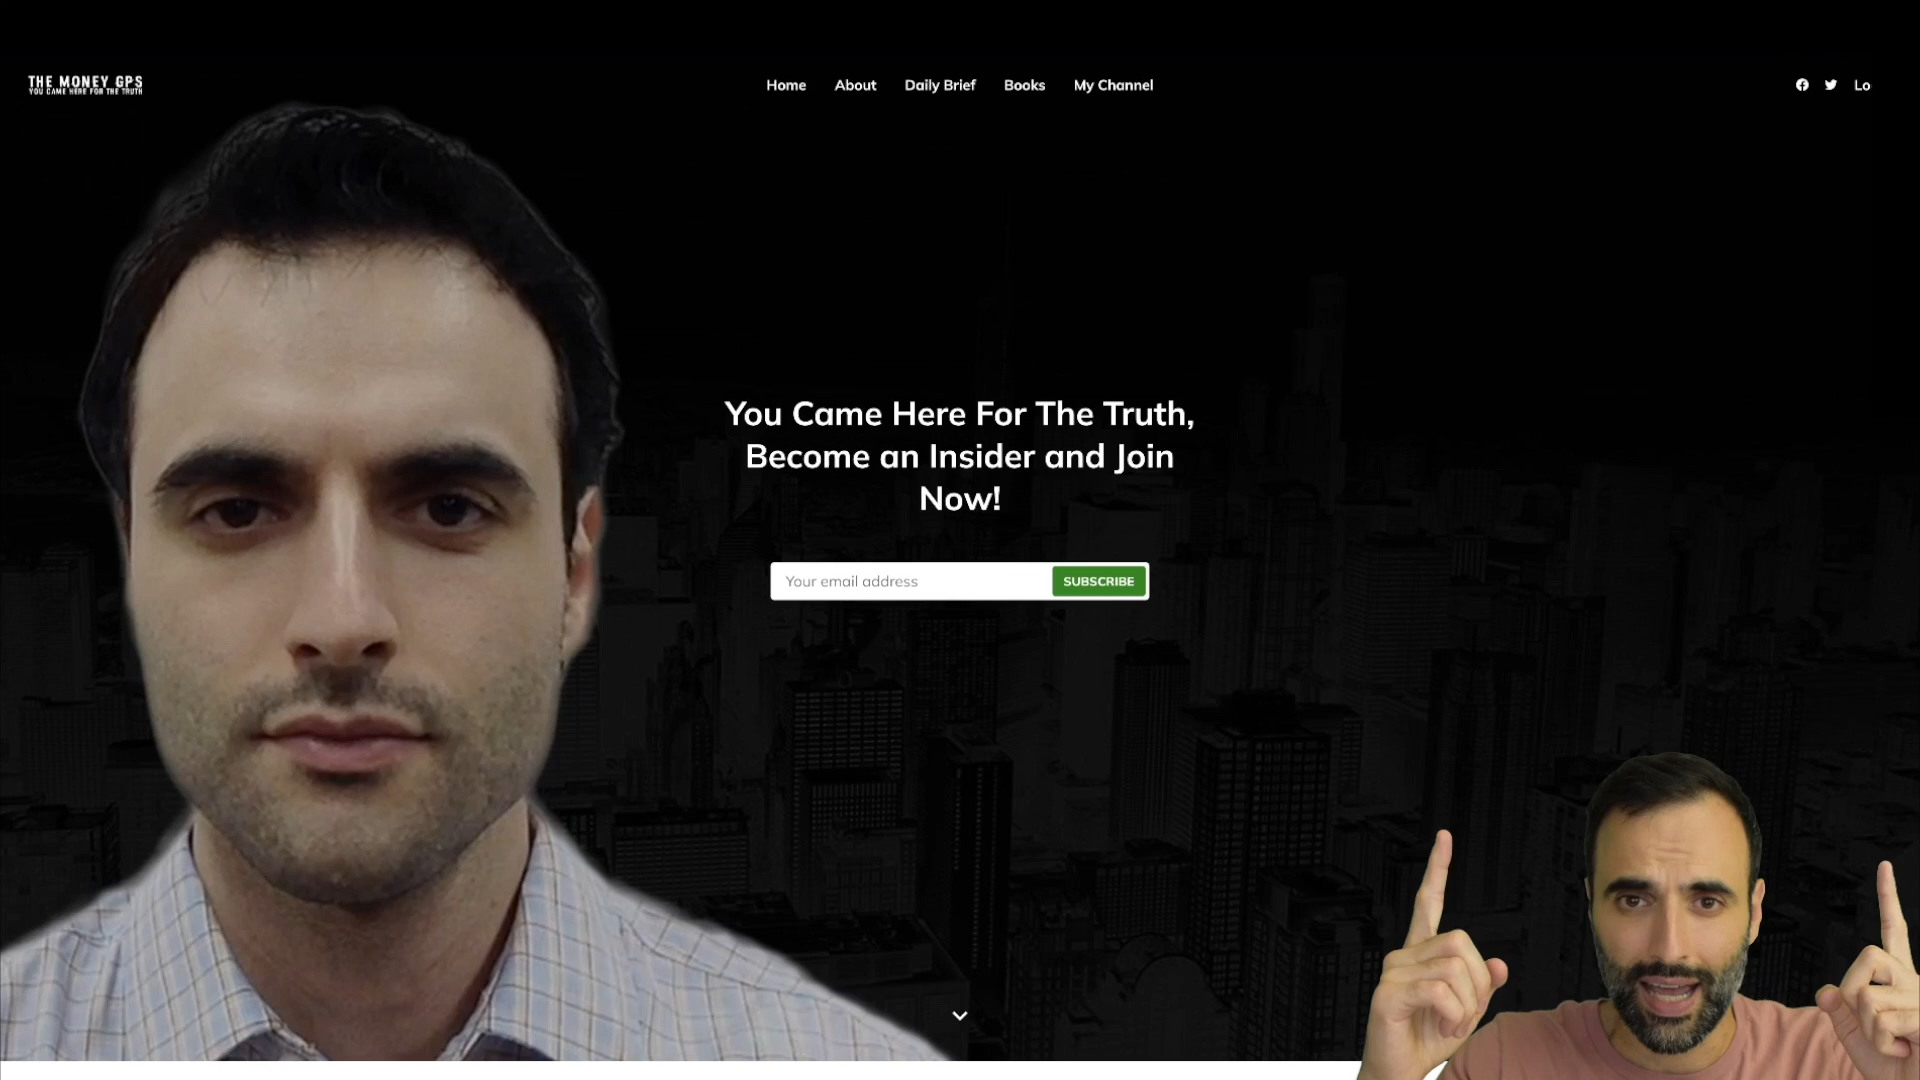 THE MONEY GPS
YOU CAME HERE FOR THE TRUTH
Home About Daily Brief Books My Channel
Lo
You Came Here For The Truth,
Become an Insider and Join
Now!
Your email address SUBSCRIBE